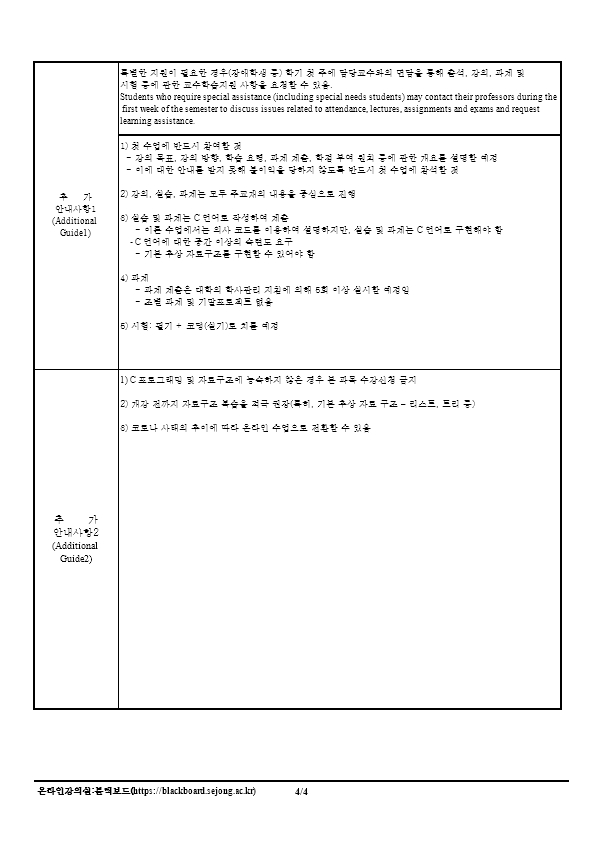 특별한 지원이 필요한 경우(장애학생 등) 학기 첫 주에 담당교수와의 면담을 통해 출석, 강의, 과제 및
시험 등에 관한 교수학습지원 사항을 요청할 수 있음.
Students who require special assistance (including special needs students) may contact their professors during the
first week of the semester to discuss issues related to attendance, lectures, assignments and exams and request
learning assistance.
추 가
안내사항1
(Additional
Guide1)
1) 첫 수업에 반드시 참여할 것
- 강의 목표, 강의 방향, 학습 요령, 과제 제출, 학점 부여 원칙 등에 관한 개요를 설명할 예정
- 이에 대한 안내를 받지 못해 불이익을 당하지 않도록 반드시 첫 수업에 참석할 것
2) 강의, 실습, 과제는 모두 주교재의 내용을 중심으로 진행
3) 실습 및 과제는 C 언어로 작성하여 제출
- 이론 수업에서는 의사 코드를 이용하여 설명하지만, 실습 및 과제는 C 언어로 구현해야 함
- C 언어에 대한 중간 이상의 숙련도 요구
- 기본 추상 자료구조를 구현할 수 있어야 함
4) 과제
- 과제 제출은 대학의 학사관리 지침에 의해 5회 이상 실시할 예정임
- 조별 과제 및 기말프로젝트 없음
5) 시험: 필기 + 코딩(실기)로 치를 예정
추 가
안내사항2
(Additional
Guide2)
1) C 프로그래밍 및 자료구조에 능숙하지 않은 경우 본 과목 수강신청 금지
2) 개강 전까지 자료구조 복습을 적극 권장(특히, 기본 추상 자료 구조 - 리스트, 트리 등)
3) 코로나 사태의 추이에 따라 온라인 수업으로 전환할 수 있음
온라인강의실:블랙보드(https://blackboard.sejong.ac.kr) 4/4